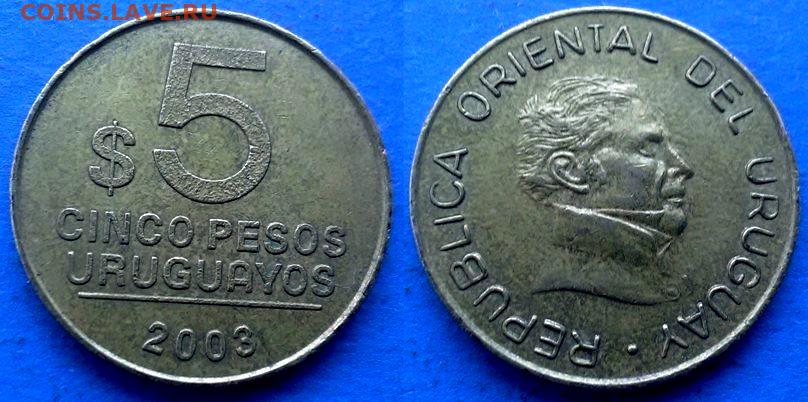 COINS.LAVE.RU
$ 5
CINCO PESOS
URUGUAYOS
2003
REPUBLICA ORIENTAL DEL URUGUAY ·